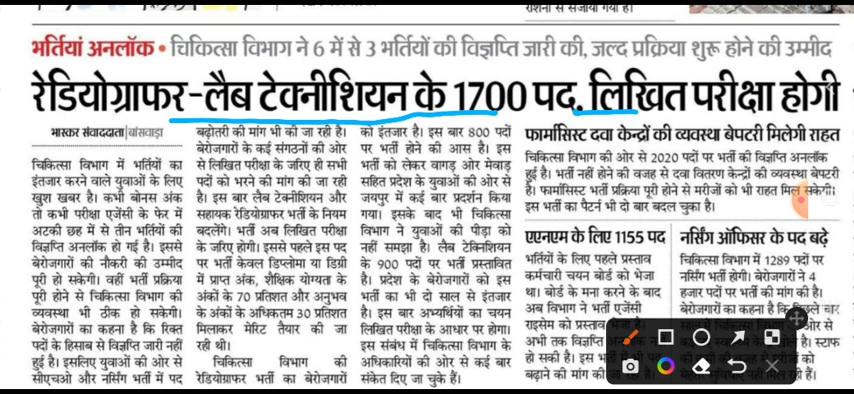 रोशनी से सजाया गया है।
भर्तियां अनलॉक • चिकित्सा विभाग ने 6 में से 3 भर्तियों की विज्ञप्ति जारी की, जल्द प्रक्रिया शुरू होने की उम्मीद
रेडियोग्राफर-लैब टेक्नीशियन के 1700 पद, लिखित परीक्षा होगी
भास्कर संवाददाता|बांसवाड़ा
चिकित्सा विभाग में भर्तियों का
इंतजार करने वाले युवाओं के लिए
खुश खबर है। कभी बोनस अंक
तो कभी परीक्षा एजेंसी के फेर में
अटकी छह में से तीन भर्तियों की
विज्ञप्ति अनलॉक हो गई है। इससे
बेरोजगारों की नौकरी की उम्मीद
पूरी हो सकेगी। वहीं भर्ती प्रक्रिया
पूरी होने से चिकित्सा विभाग की
व्यवस्था भी ठीक हो सकेगी।
बेरोजगारों का कहना है कि रिक्त
पदों के हिसाब से विज्ञप्ति जारी नहीं
हुई है। इसलिए युवाओं की ओर से
सीएचओ और नर्सिंग भर्ती में पद
बढ़ोतरी की मांग भी की जा रही है।
बेरोजगारों के कई संगठनों की ओर
से लिखित परीक्षा के जरिए ही सभी
पदों को भरने की मांग की जा रही
है। इस बार लैब टेक्नीशियन और
सहायक रेडियोग्राफर भर्ती के नियम
बदलेंगे। भर्ती अब लिखित परीक्षा
के जरिए होगी। इससे पहले इस पद
पर भर्ती केवल डिप्लोमा या डिग्री
में प्राप्त अंक, शैक्षिक योग्यता के
अंकों के 70 प्रतिशत और अनुभव
के अंकों के अधिकतम 30 प्रतिशत
मिलाकर मेरिट तैयार की जा
रही थी।
चिकित्सा विभाग की
रेडियोग्राफर भर्ती का बेरोजगारों
को इंतजार है। इस बार 800 पदों
पर भर्ती होने की आस है। इस
भर्ती को लेकर वागड़ ओर मेवाड़
सहित प्रदेश के युवाओं की ओर से
जयपुर में कई बार प्रदर्शन किया
गया। इसके बाद भी चिकित्सा
विभाग ने युवाओं की पीड़ा को
नहीं समझा है। लैब टेक्निशियन
के 900 पदों पर भर्ती प्रस्तावित
है। प्रदेश के बेरोजगारों को इस
भर्ती का भी दो साल से इंतजार
है। इस बार अभ्यर्थियों का चयन
लिखित परीक्षा के आधार पर होगा।
इस संबंध में चिकित्सा विभाग के
अधिकारियों की ओर से कई बार
संकेत दिए जा चुके हैं।
फार्मासिस्ट दवा केन्द्रों की व्यवस्था बेपटरी मिलेगी राहत
चिकित्सा विभाग की ओर से 2020 पदों पर भर्ती की विज्ञप्ति अनलॉक
हुई है। भर्ती नहीं होने की वजह से दवा वितरण केन्द्रों की व्यवस्था बेपटरी
है। फार्मासिस्ट भर्ती प्रक्रिया पूरी होने से मरीजों को भी राहत मिल सकेगी।
इस भर्ती का पैटर्न भी दो बार बदल चुका है।
एएनएम के लिए 1155 पद
भर्तियों के लिए पहले प्रस्ताव
कर्मचारी चयन बोर्ड को भेजा
था। बोर्ड के मना करने के बाद
अब विभाग ने भर्ती एजेंसी
राइसेम को प्रस्ताव
अभी तक विज्ञप्ति
हो सकी है। इस
बढ़ाने की मांग की
नर्सिंग ऑफिसर के पद बढ़े
चिकित्सा विभाग में 1289 पदों पर
नर्सिंग भर्ती होगी। बेरोजगारों ने 4
हजार पदों पर भर्ती की मांग की है।
बेरोजगारों का कहना है कि पिछले चार
ओर से
है। स्टाफ
को
रही हैं।